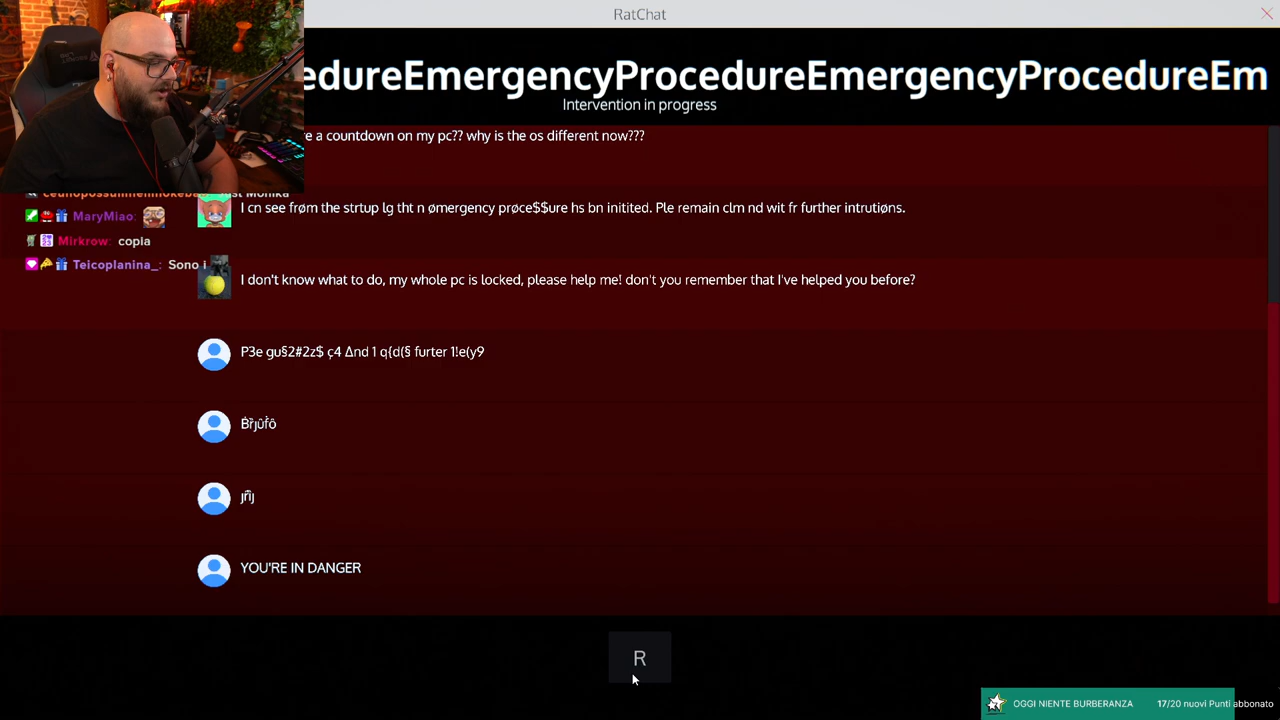 RatChat
edureEmergencyProcedureEmergencyProcedureEm
Intervention in progress
e a countdown on my pc?? why is the os different now???
I cn see frøm the strtup lg tht n ømergency prøce$$ure hs bn initited. Ple remain clm nd wit fr further intrutiøns.
MaryMiao:
Mirkrow: copia
Teicoplanina_: Sono i
I don't know what to do, my whole pc is locked, please help me! don't you remember that I've helped you before?
P3e gu§2#2z$ ç4 Δnd 1 q{d(§ furter 1!e(y9
YOU'RE IN DANGER
R
OGGI NIENTE BURBERANZA 17/20 nuovi Punti abbonato